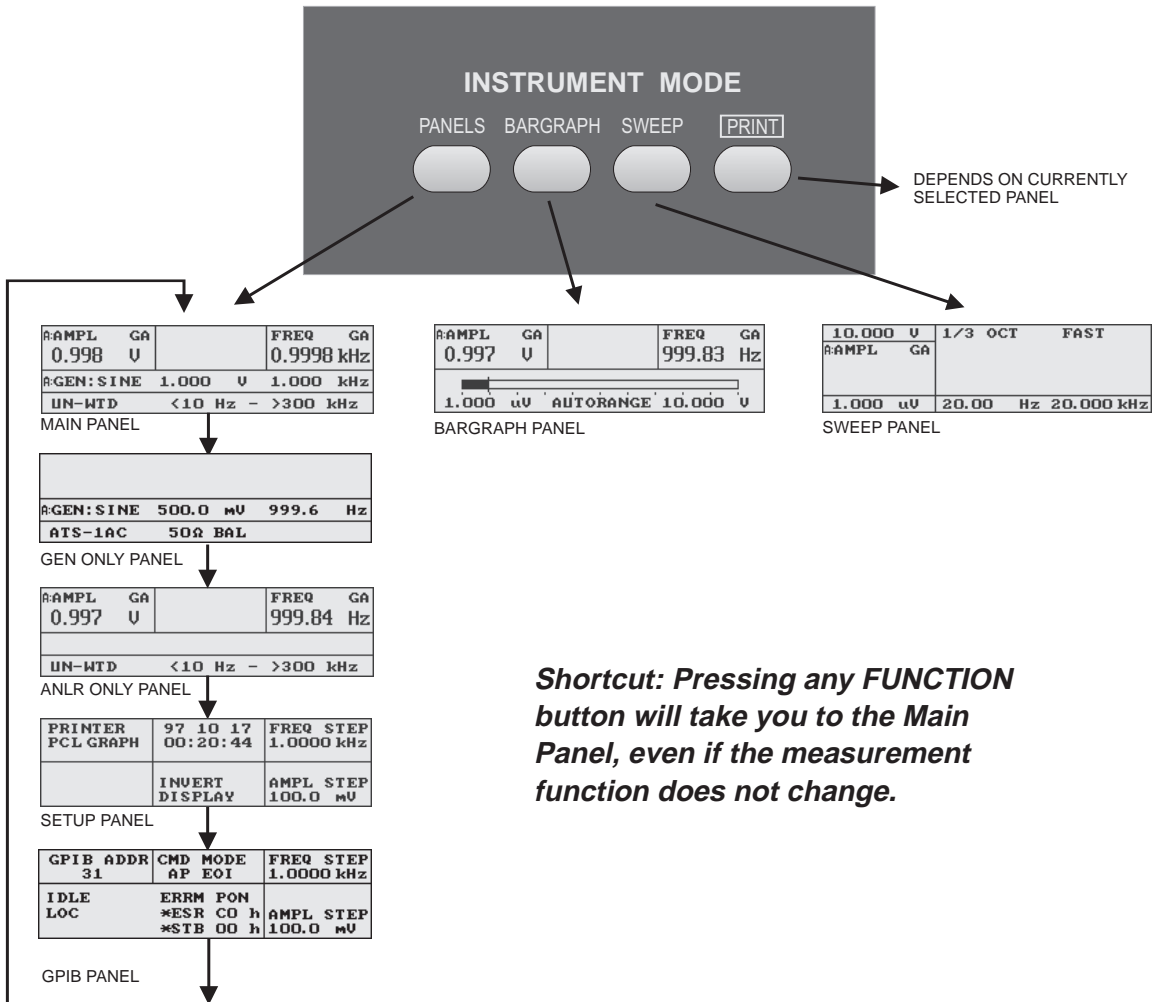 INSTRUMENT MODE
PANELS BARGRAPH SWEEP PRINT
DEPENDS ON CURRENTLY
SELECTED PANEL
A:AMPL GA FREQ GA
0.998 V 0.9998 kHz
A:GEN:SINE 1.000 V 1.000 kHz
UN-WTD <10 Hz - >300 kHz
MAIN PANEL
A:AMPL GA FREQ GA
0.997 V 999.83 Hz
1.000 uV AUTORANGE 10.000 V
BARGRAPH PANEL
10.000 V 1/3 OCT FAST
A:AMPL GA
1.000 uV 20.00 Hz 20.000 kHz
SWEEP PANEL
A:GEN:SINE 500.0 mV 999.6 Hz
ATS-1AC 50Ω BAL
GEN ONLY PANEL
A:AMPL GA FREQ GA
0.997 V 999.84 Hz
UN-WTD <10 Hz - >300 kHz
ANLR ONLY PANEL
PRINTER 97 10 17 FREQ STEP
PCL GRAPH 00:20:44 1.0000 kHz
INVERT AMPL STEP
DISPLAY 100.0 mV
SETUP PANEL
GPIB ADDR CMD MODE FREQ STEP
31 AP EOI 1.0000 kHz
IDLE ERRM PON
LOC *ESR C0 h AMPL STEP
*STB 00 h 100.0 mV
GPIB PANEL
Shortcut: Pressing any FUNCTION
button will take you to the Main
Panel, even if the measurement
function does not change.